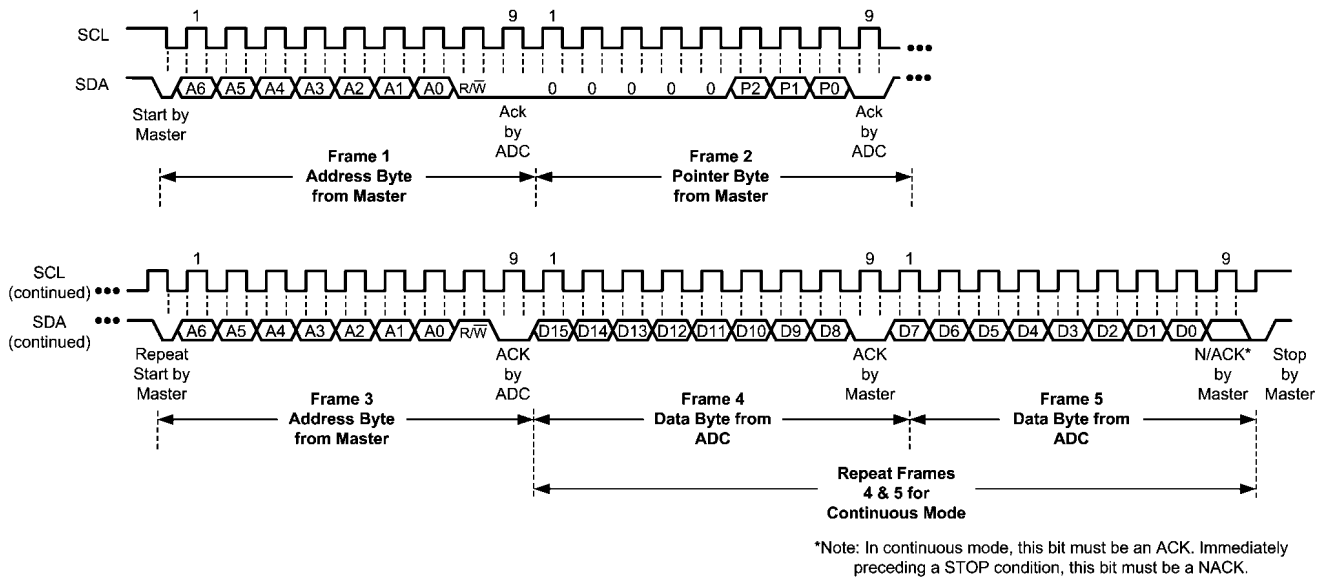 1 9 1 9
SCL
SDA A6 A5 A4 A3 A2 A1 A0 R/W̅ 0 0 0 0 0 P2 P1 P0
Start by
Master
Ack
by
ADC
Ack
by
ADC
Frame 1
Address Byte
from Master
Frame 2
Pointer Byte
from Master
1 9 1 9 1 9
SCL
(continued)
SDA
(continued)
A6 A5 A4 A3 A2 A1 A0 R/W̅ D15 D14 D13 D12 D11 D10 D9 D8 D7 D6 D5 D4 D3 D2 D1 D0
Repeat
Start by
Master
ACK
by
ADC
ACK
by
Master
N/ACK*
by
Master
Stop
by
Master
Frame 3
Address Byte
from Master
Frame 4
Data Byte from
ADC
Frame 5
Data Byte from
ADC
Repeat Frames
4 & 5 for
Continuous Mode
*Note: In continuous mode, this bit must be an ACK. Immediately
preceding a STOP condition, this bit must be a NACK.